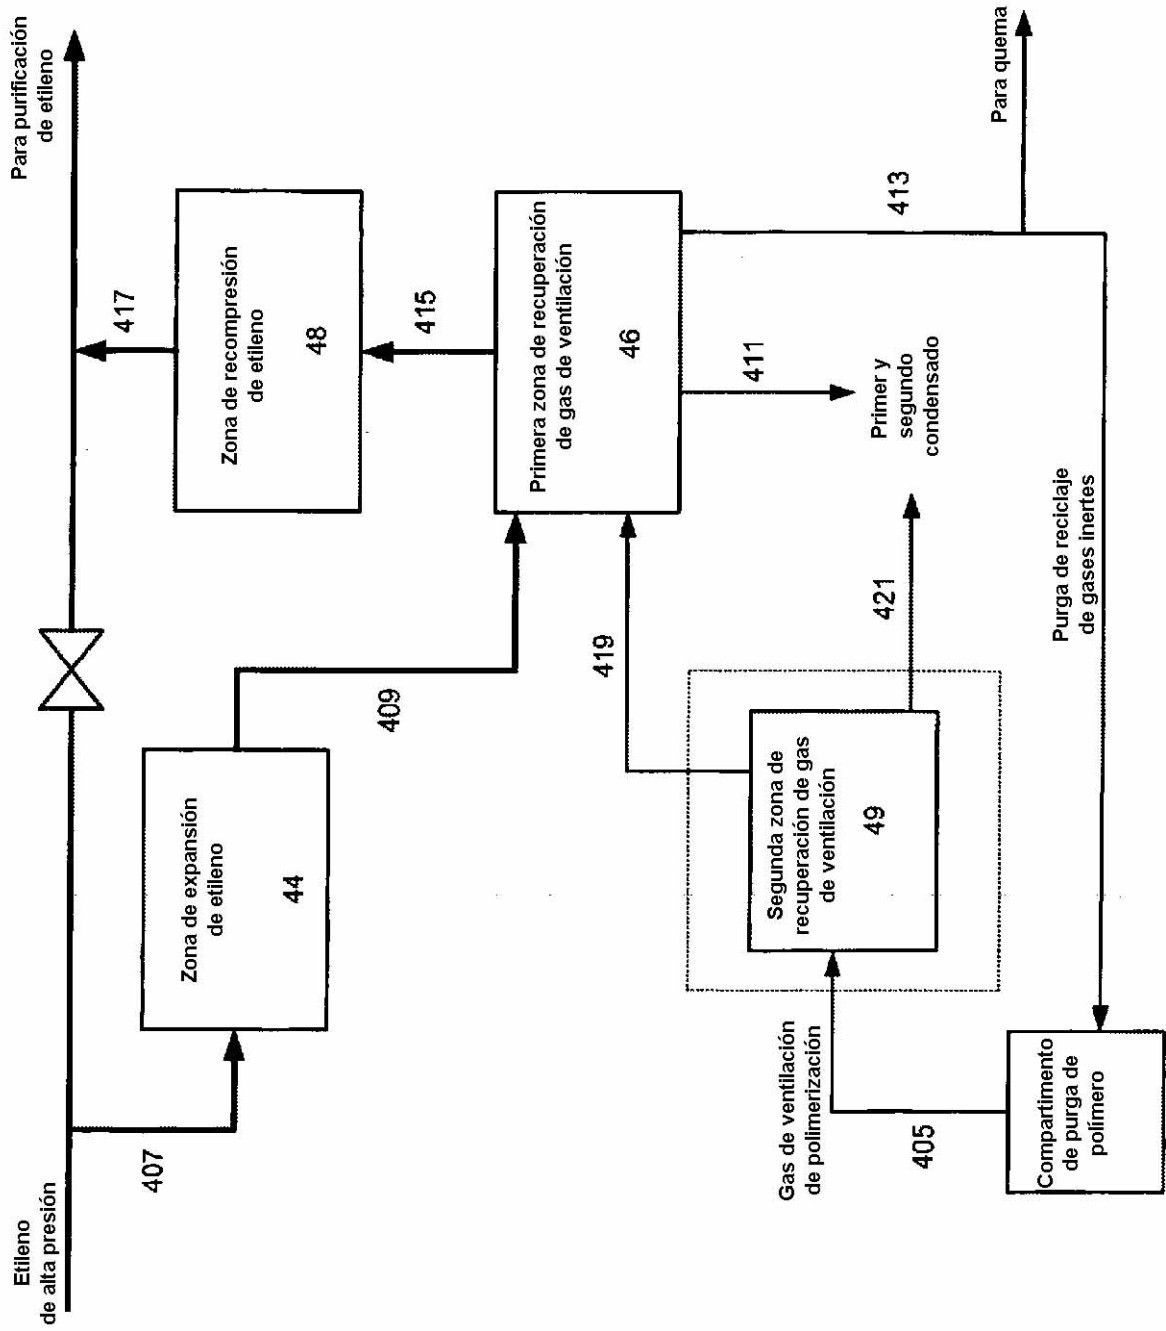 Etileno
de alta presión
407
Zona de expansión
de etileno
44
409
Para purificación
de etileno
417
Zona de recompresión
de etileno
48
415
Primera zona de recuperación
de gas de ventilación
46
411
Primer y
segundo
condensado
413
Para quema
419
421
Segunda zona de
recuperación de gas
de ventilación
49
Gas de ventilación
de polimerización
405
Compartimento
de purga de
polímero
Purga de reciclaje
de gases inertes